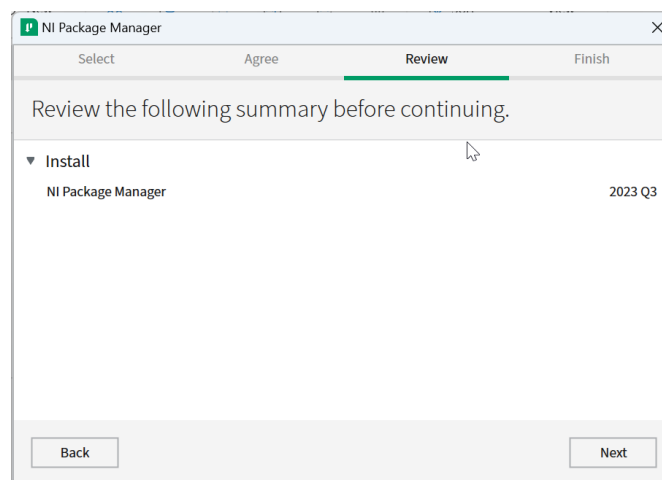 NI Package Manager
Select Agree Review Finish
Review the following summary before continuing.
Install
NI Package Manager 2023 Q3
Back Next